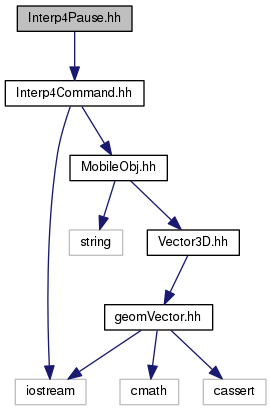 Interp4Pause.hh
Interp4Command.hh
MobileObj.hh
string
Vector3D.hh
geomVector.hh
iostream
cmath
cassert